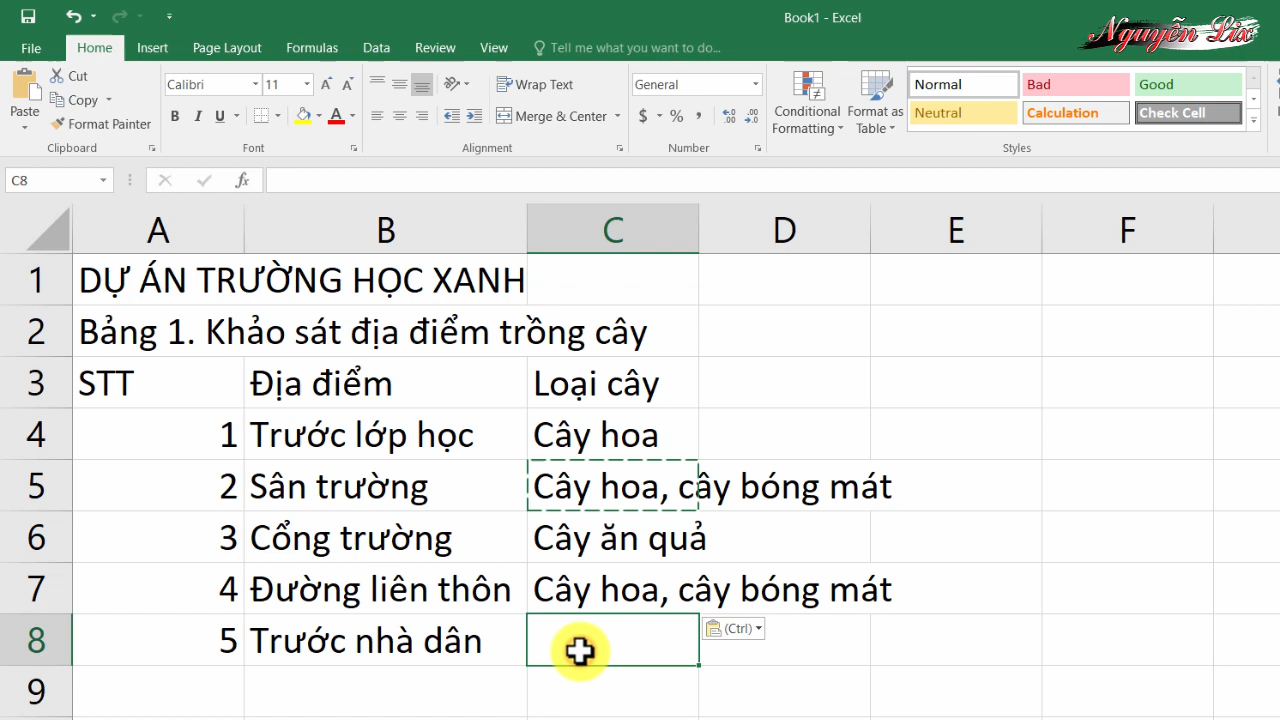 Book1 - Excel
Nguyễn Lix
File Home Insert Page Layout Formulas Data Review View Tell me what you want to do...
Paste
Cut
Copy
Format Painter
Clipboard
Calibri 11
B I U
Font
Wrap Text
Merge & Center
Alignment
General
$ % ,
Number
Conditional Formatting
Format as Table
Normal Bad Good
Neutral Calculation Check Cell
Styles
C8 fx
A B C D E F
1 DỰ ÁN TRƯỜNG HỌC XANH
2 Bảng 1. Khảo sát địa điểm trồng cây
3 STT Địa điểm Loại cây
4 1 Trước lớp học Cây hoa
5 2 Sân trường Cây hoa, cây bóng mát
6 3 Cổng trường Cây ăn quả
7 4 Đường liên thôn Cây hoa, cây bóng mát
8 5 Trước nhà dân (Ctrl)
9